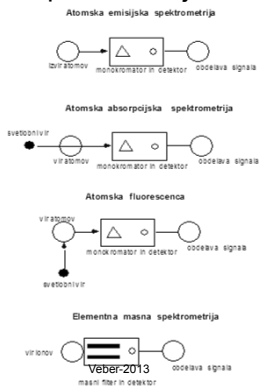 Atomska emisijska spektrometrija
izvir atomov
monokromator in detektor
obdelava signala
Atomska absorpcijska spektrometrija
svetlobni vir
vir atomov
monokromator in detektor
obdelava signala
Atomska fluorescenca
vir atomov
monokromator in detektor
obdelava signala
svetlobni vir
Elementna masna spektrometrija
vir ionov
Veber-2013
obdelava signala
masni filter in detektor